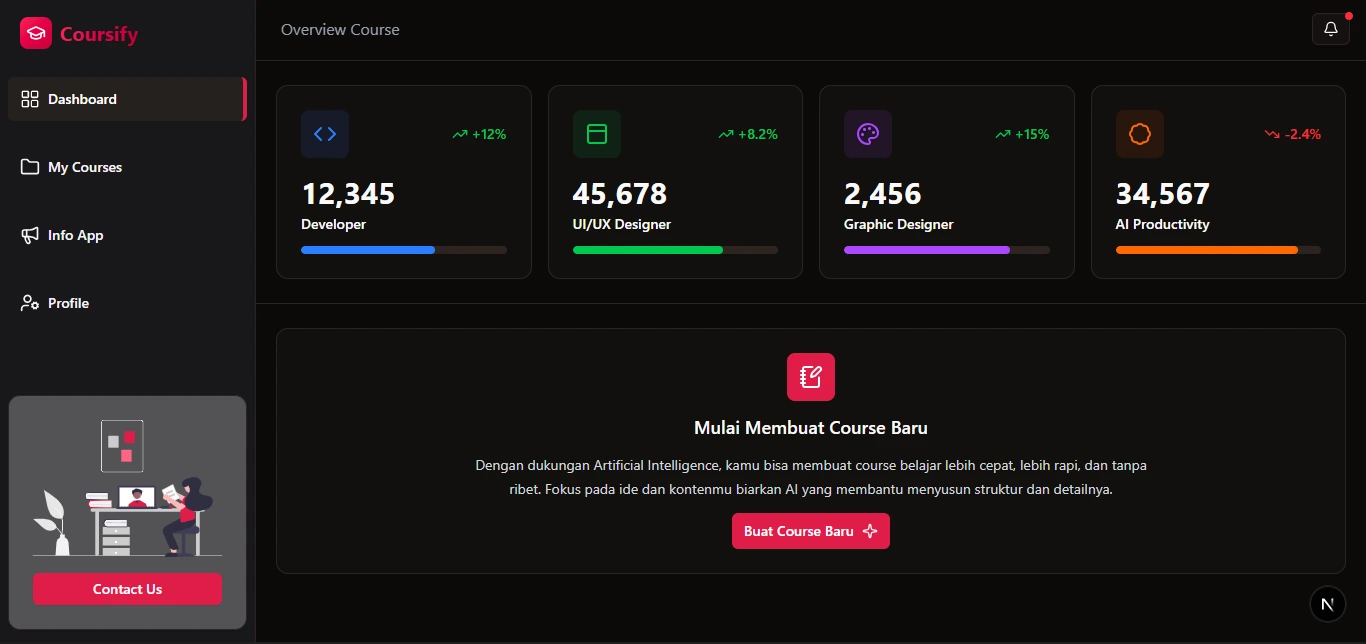 Coursify
Overview Course
Dashboard
My Courses
Info App
Profile
Contact Us
+12%
12,345
Developer
+8.2%
45,678
UI/UX Designer
+15%
2,456
Graphic Designer
-2.4%
34,567
AI Productivity
Mulai Membuat Course Baru
Dengan dukungan Artificial Intelligence, kamu bisa membuat course belajar lebih cepat, lebih rapi, dan tanpa
ribet. Fokus pada ide dan kontenmu biarkan AI yang membantu menyusun struktur dan detailnya.
Buat Course Baru
N